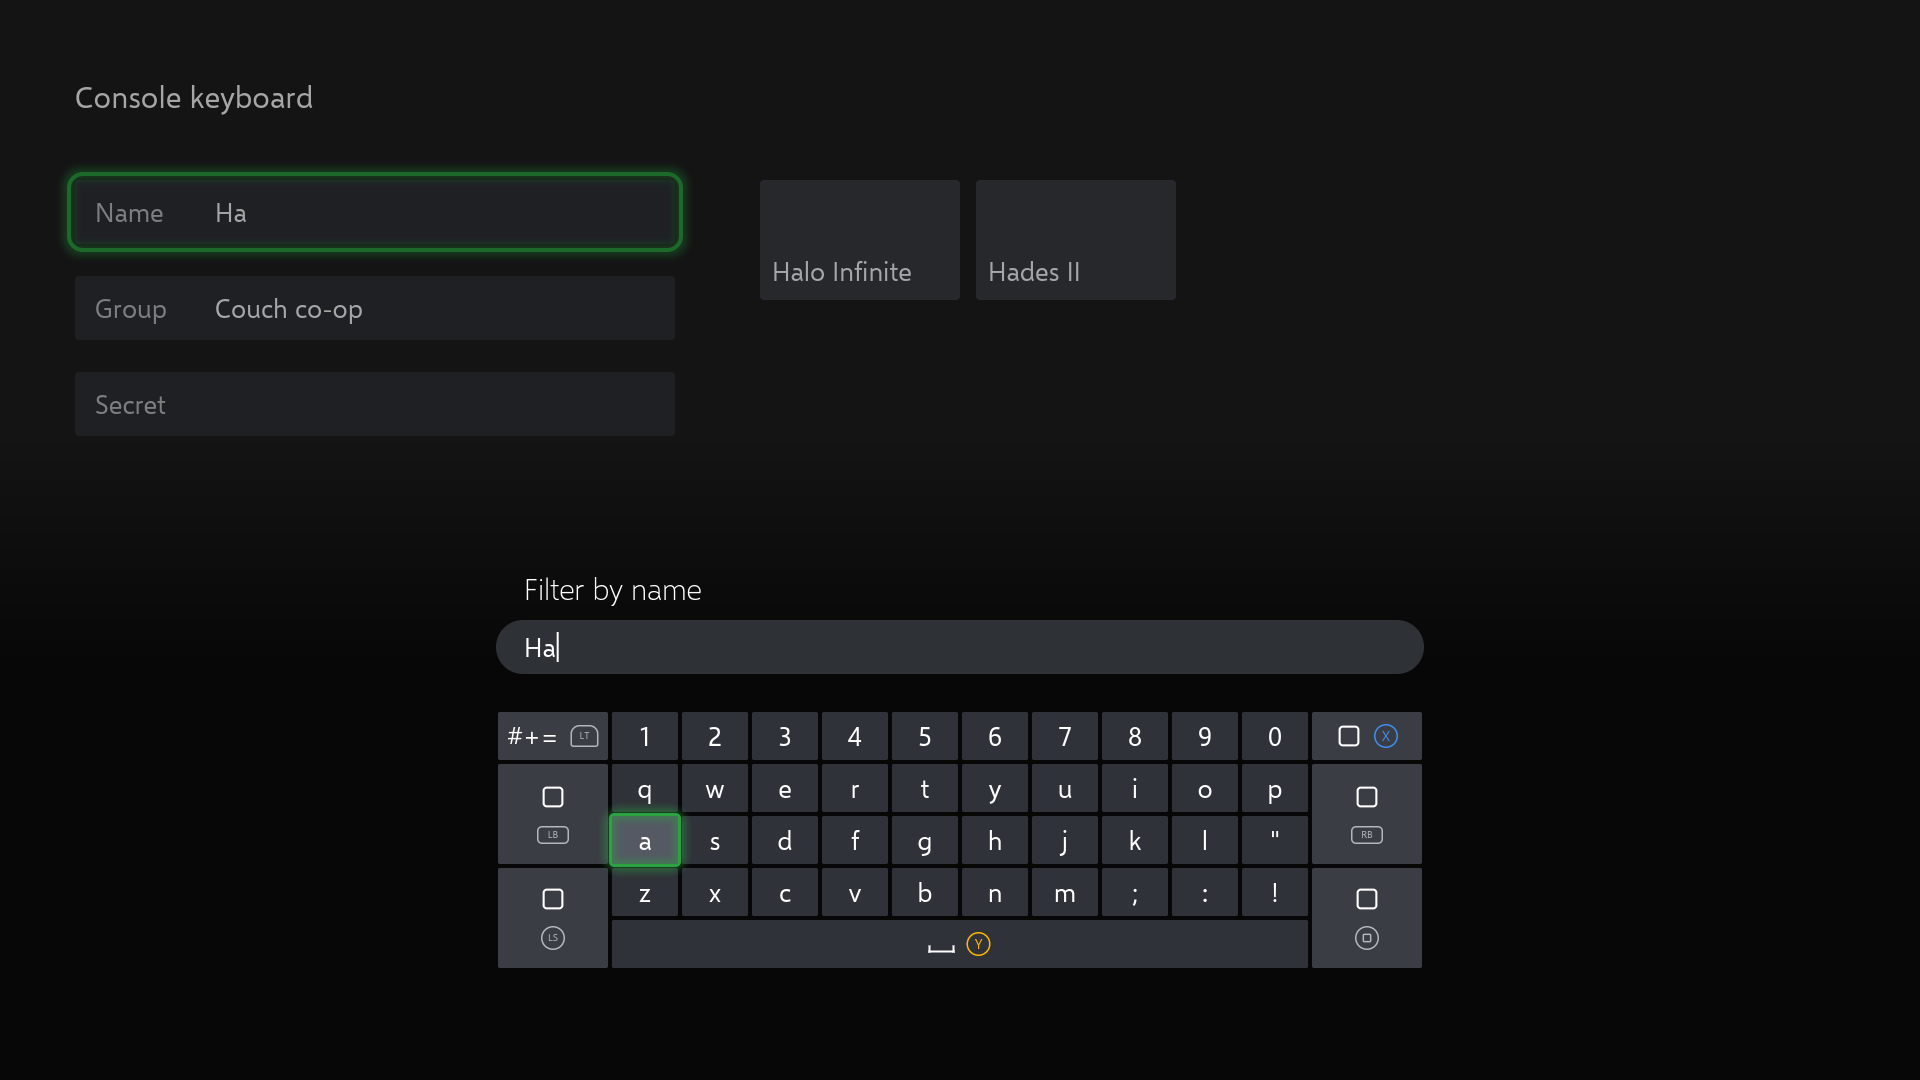 Console keyboard
Name Ha
Group Couch co-op
Secret
Halo Infinite
Hades II
Filter by name
Ha
#+= LT 1 2 3 4 5 6 7 8 9 0 X
q w e r t y u i o p
LB a s d f g h j k l " RB
z x c v b n m ; : !
LS Y